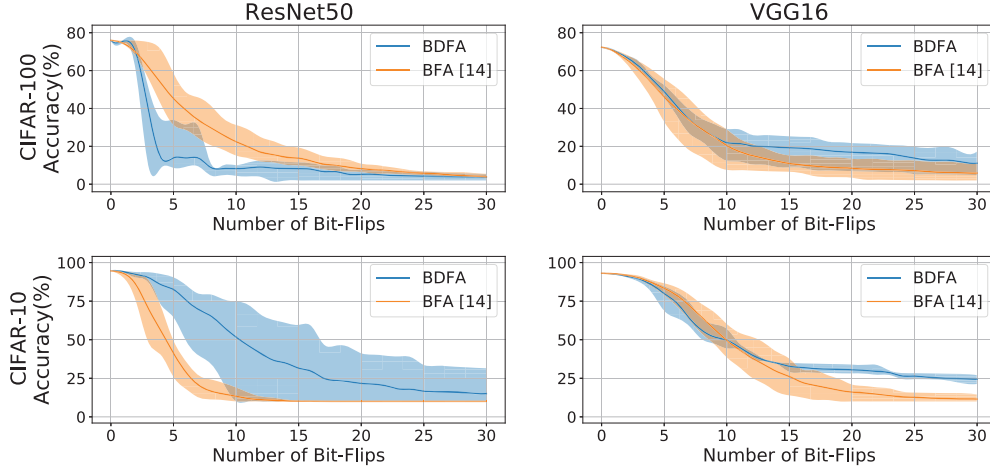 ResNet50
VGG16
CIFAR-100
Accuracy(%)
80
60
40
20
0
BDFA
BFA [14]
0 5 10 15 20 25 30
Number of Bit-Flips
80
60
40
20
0
BDFA
BFA [14]
0 5 10 15 20 25 30
Number of Bit-Flips
CIFAR-10
Accuracy(%)
100
75
50
25
0
BDFA
BFA [14]
0 5 10 15 20 25 30
Number of Bit-Flips
100
75
50
25
0
BDFA
BFA [14]
0 5 10 15 20 25 30
Number of Bit-Flips